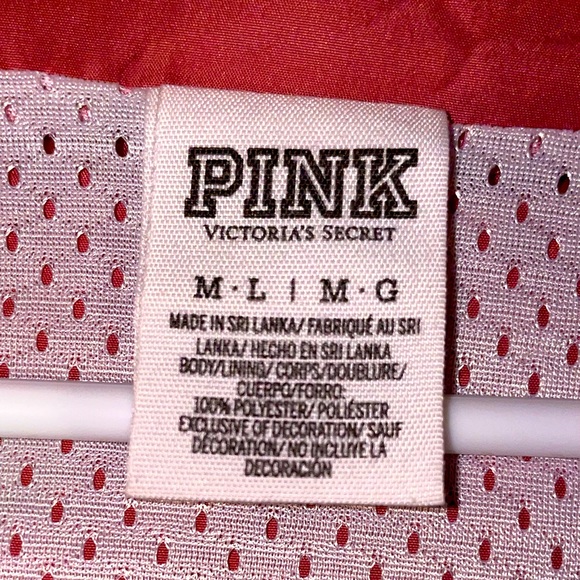 PINK
VICTORIA'S SECRET
M · L | M · G
MADE IN SRI LANKA/ FABRIQUÉ AU SRI
LANKA/ HECHO EN SRI LANKA
BODY/LINING/ CORPS/DOUBLURE/
CUERPO/FORRO:
100% POLYESTER/ POLIÉSTER
EXCLUSIVE OF DECORATION/ SAUF
DÉCORATION/ NO INCLUYE LA
DECORACIÓN